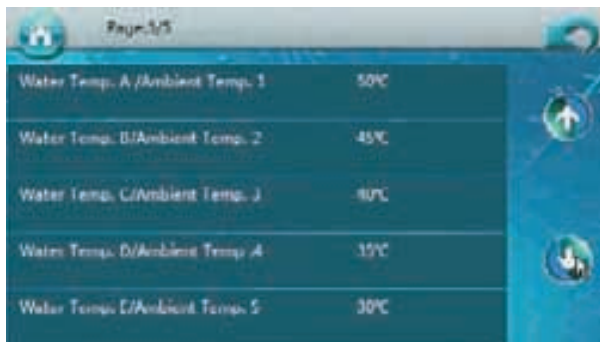 Page:5/5
Water Temp. A /Ambient Temp. 1 50℃
Water Temp. B/Ambient Temp. 2 45℃
Water Temp. C/Ambient Temp. 3 40℃
Water Temp. D/Ambient Temp. 4 35℃
Water Temp. E/Ambient Temp. 5 30℃